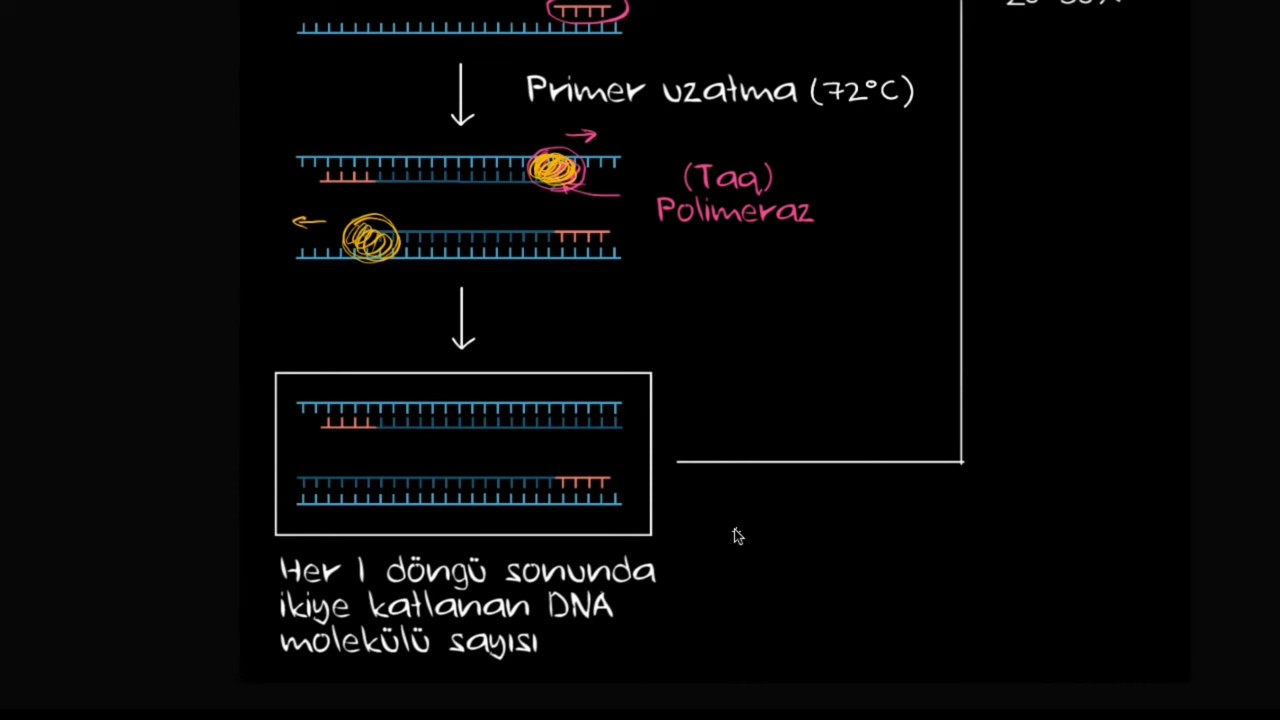 Primer uzatma (72°C)
(Taq)
Polimeraz
Her 1 döngü sonunda
ikiye katlanan DNA
molekülü sayısı